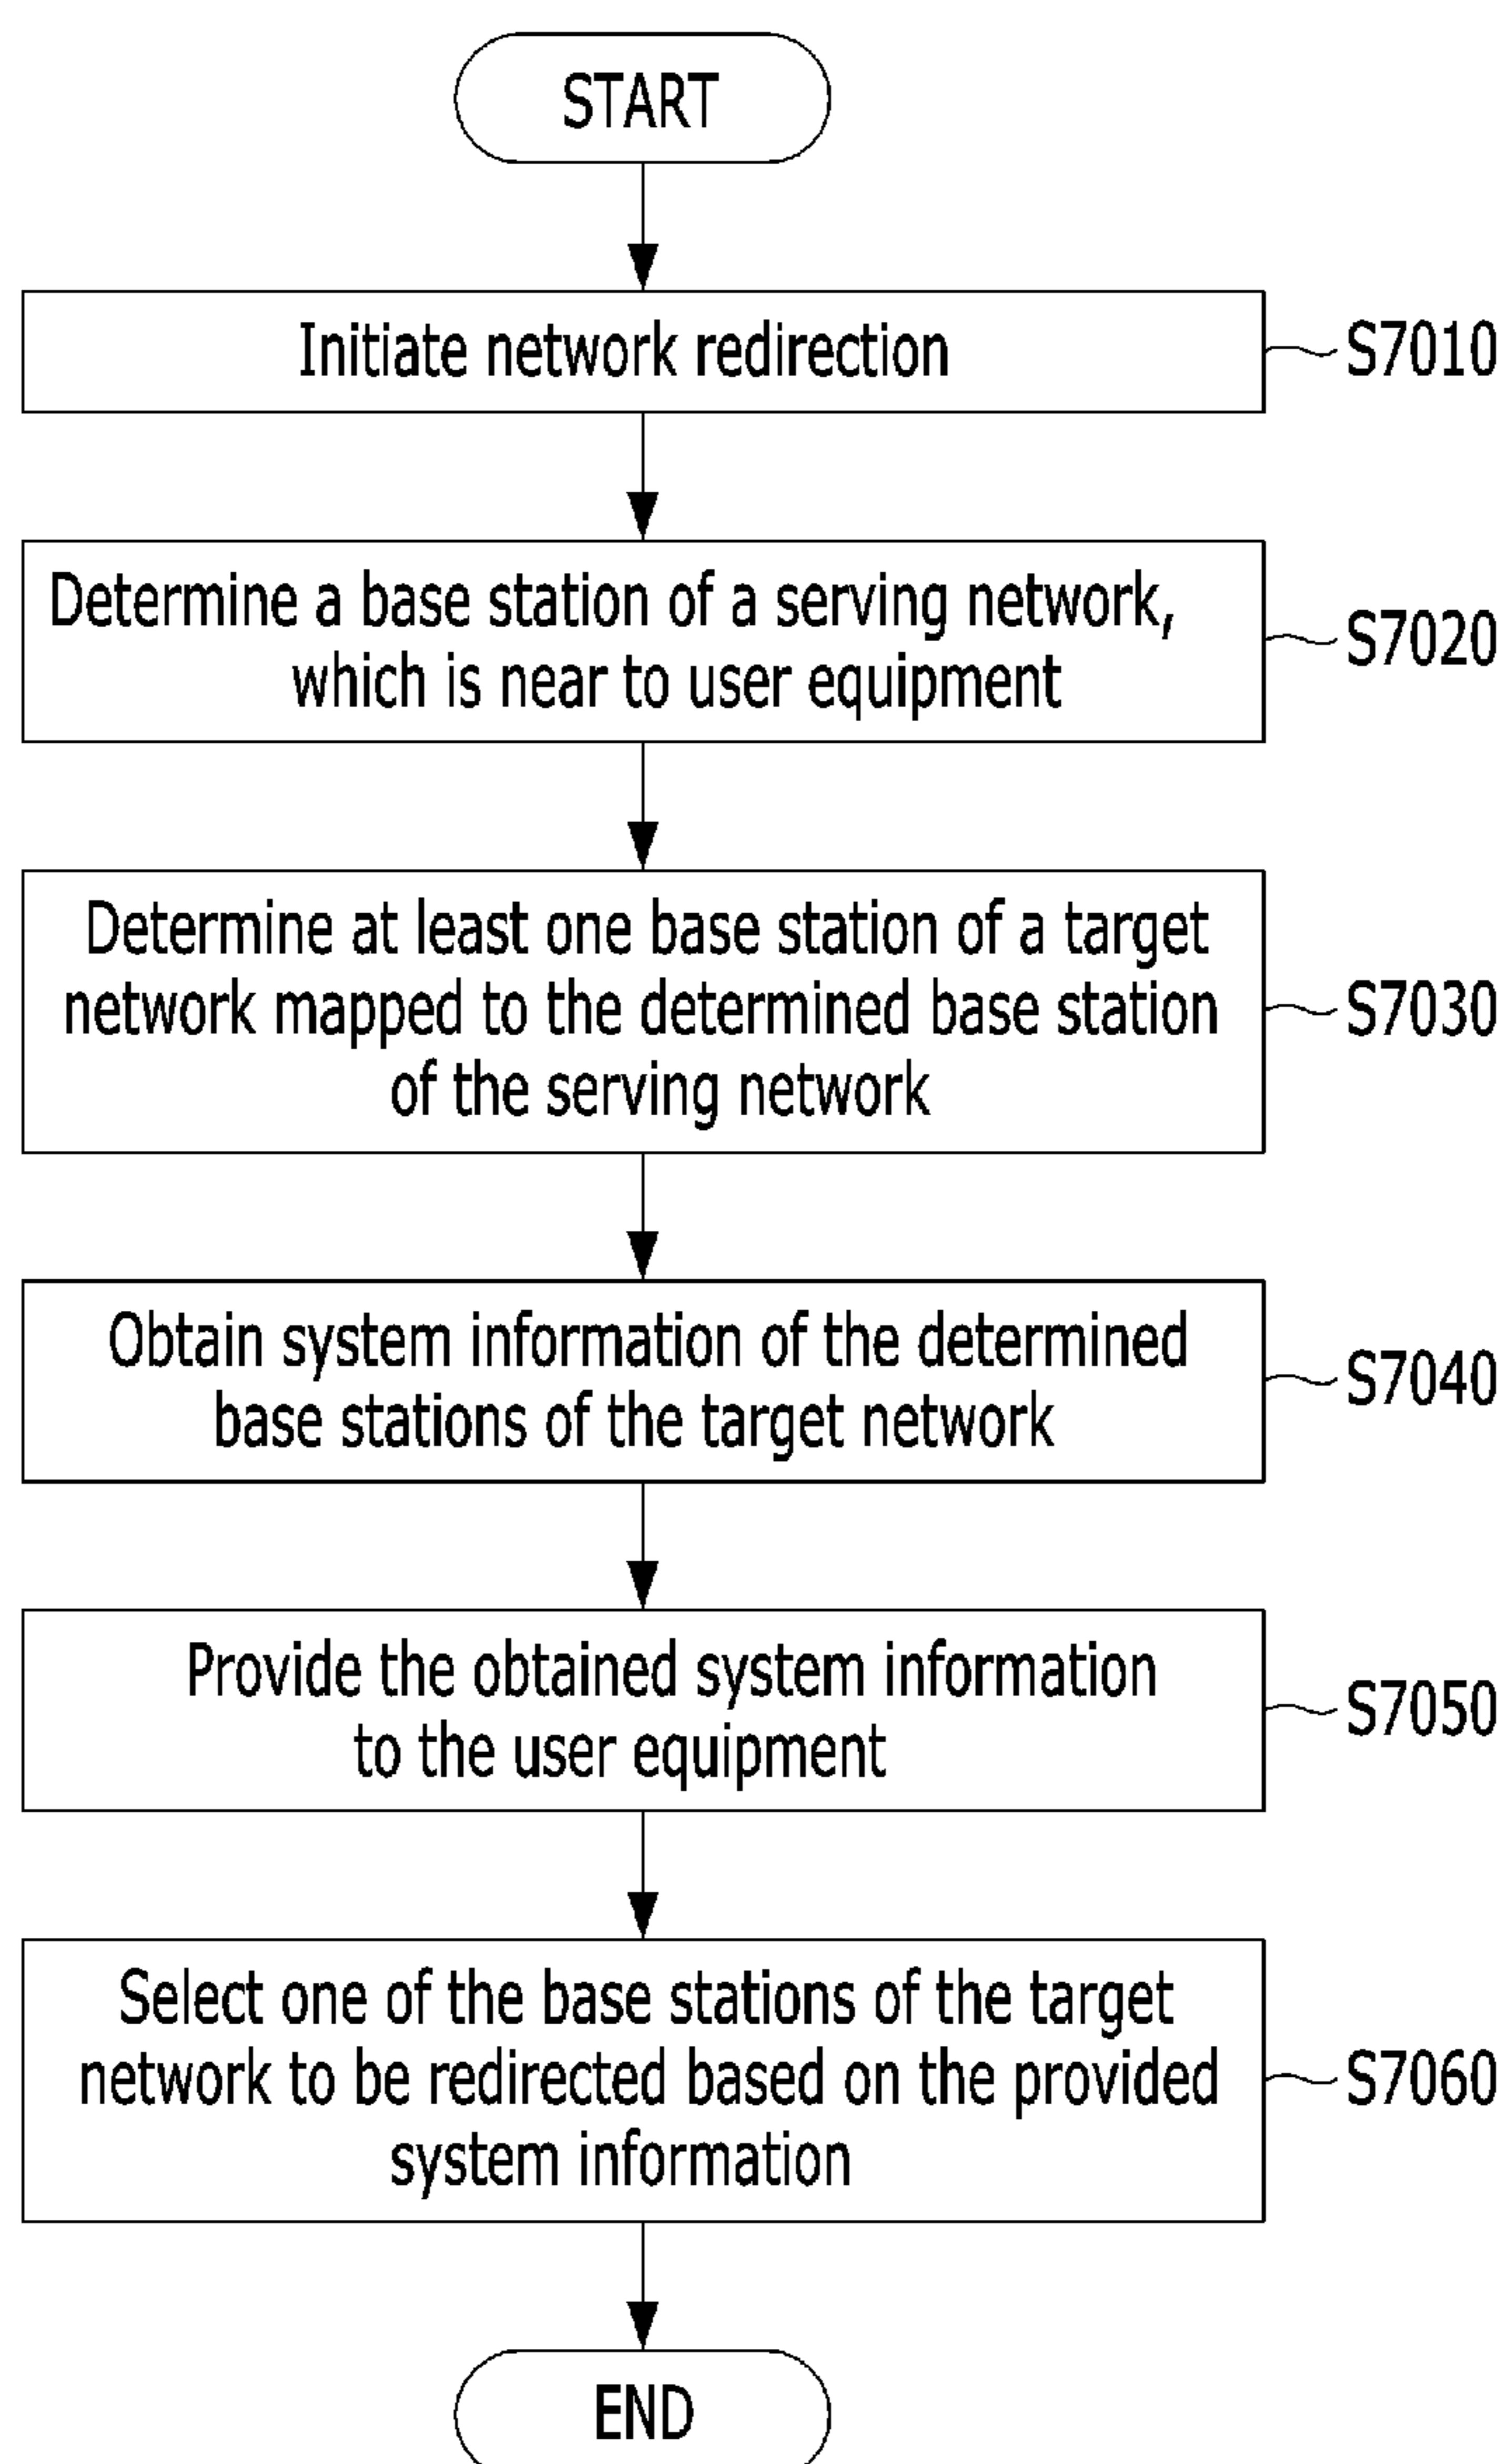 START
Initiate network redirection
S7010
Determine a base station of a serving network,
which is near to user equipment
S7020
Determine at least one base station of a target
network mapped to the determined base station
of the serving network
S7030
Obtain system information of the determined
base stations of the target network
S7040
Provide the obtained system information
to the user equipment
S7050
Select one of the base stations of the target
network to be redirected based on the provided
system information
S7060
END